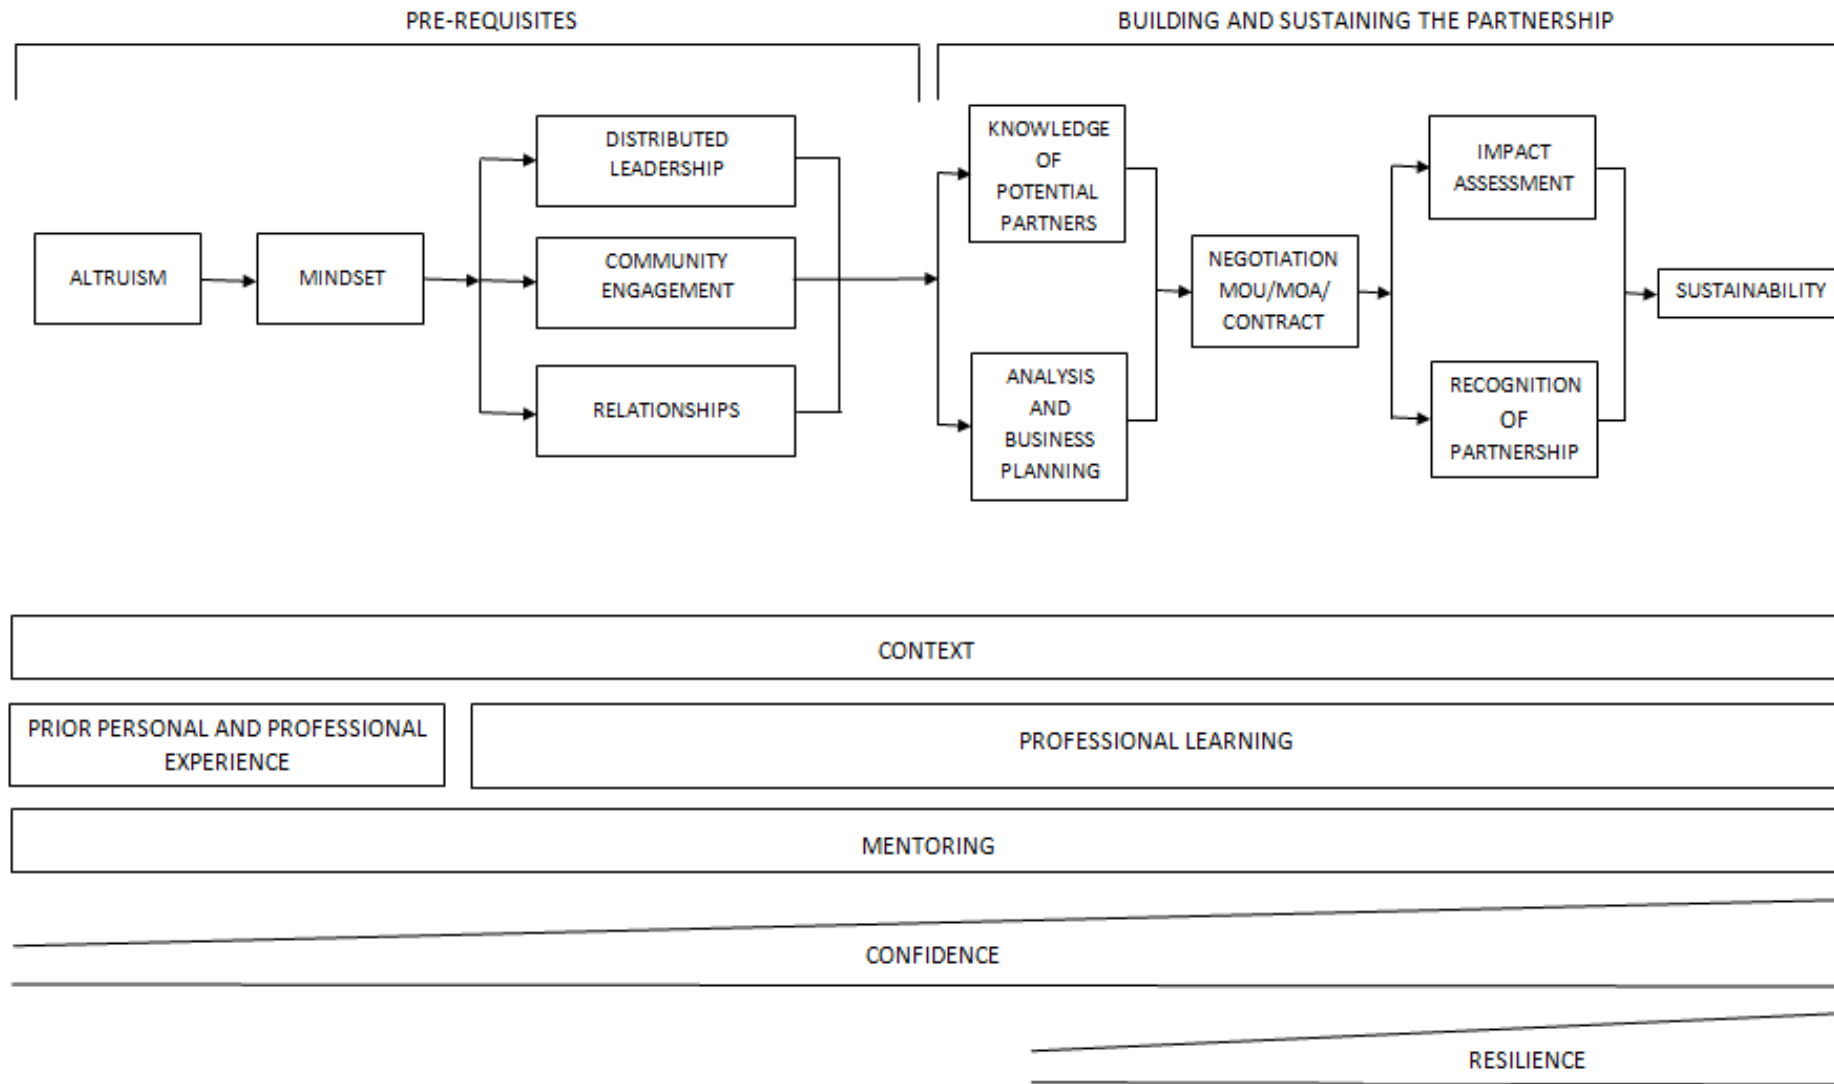 PRE-REQUISITES
BUILDING AND SUSTAINING THE PARTNERSHIP
ALTRUISM
MINDSET
DISTRIBUTED
LEADERSHIP
COMMUNITY
ENGAGEMENT
RELATIONSHIPS
KNOWLEDGE
OF
POTENTIAL
PARTNERS
ANALYSIS
AND
BUSINESS
PLANNING
NEGOTIATION
MOU/MOA/
CONTRACT
IMPACT
ASSESSMENT
RECOGNITION
OF
PARTNERSHIP
SUSTAINABILITY
CONTEXT
PRIOR PERSONAL AND PROFESSIONAL
EXPERIENCE
PROFESSIONAL LEARNING
MENTORING
CONFIDENCE
RESILIENCE